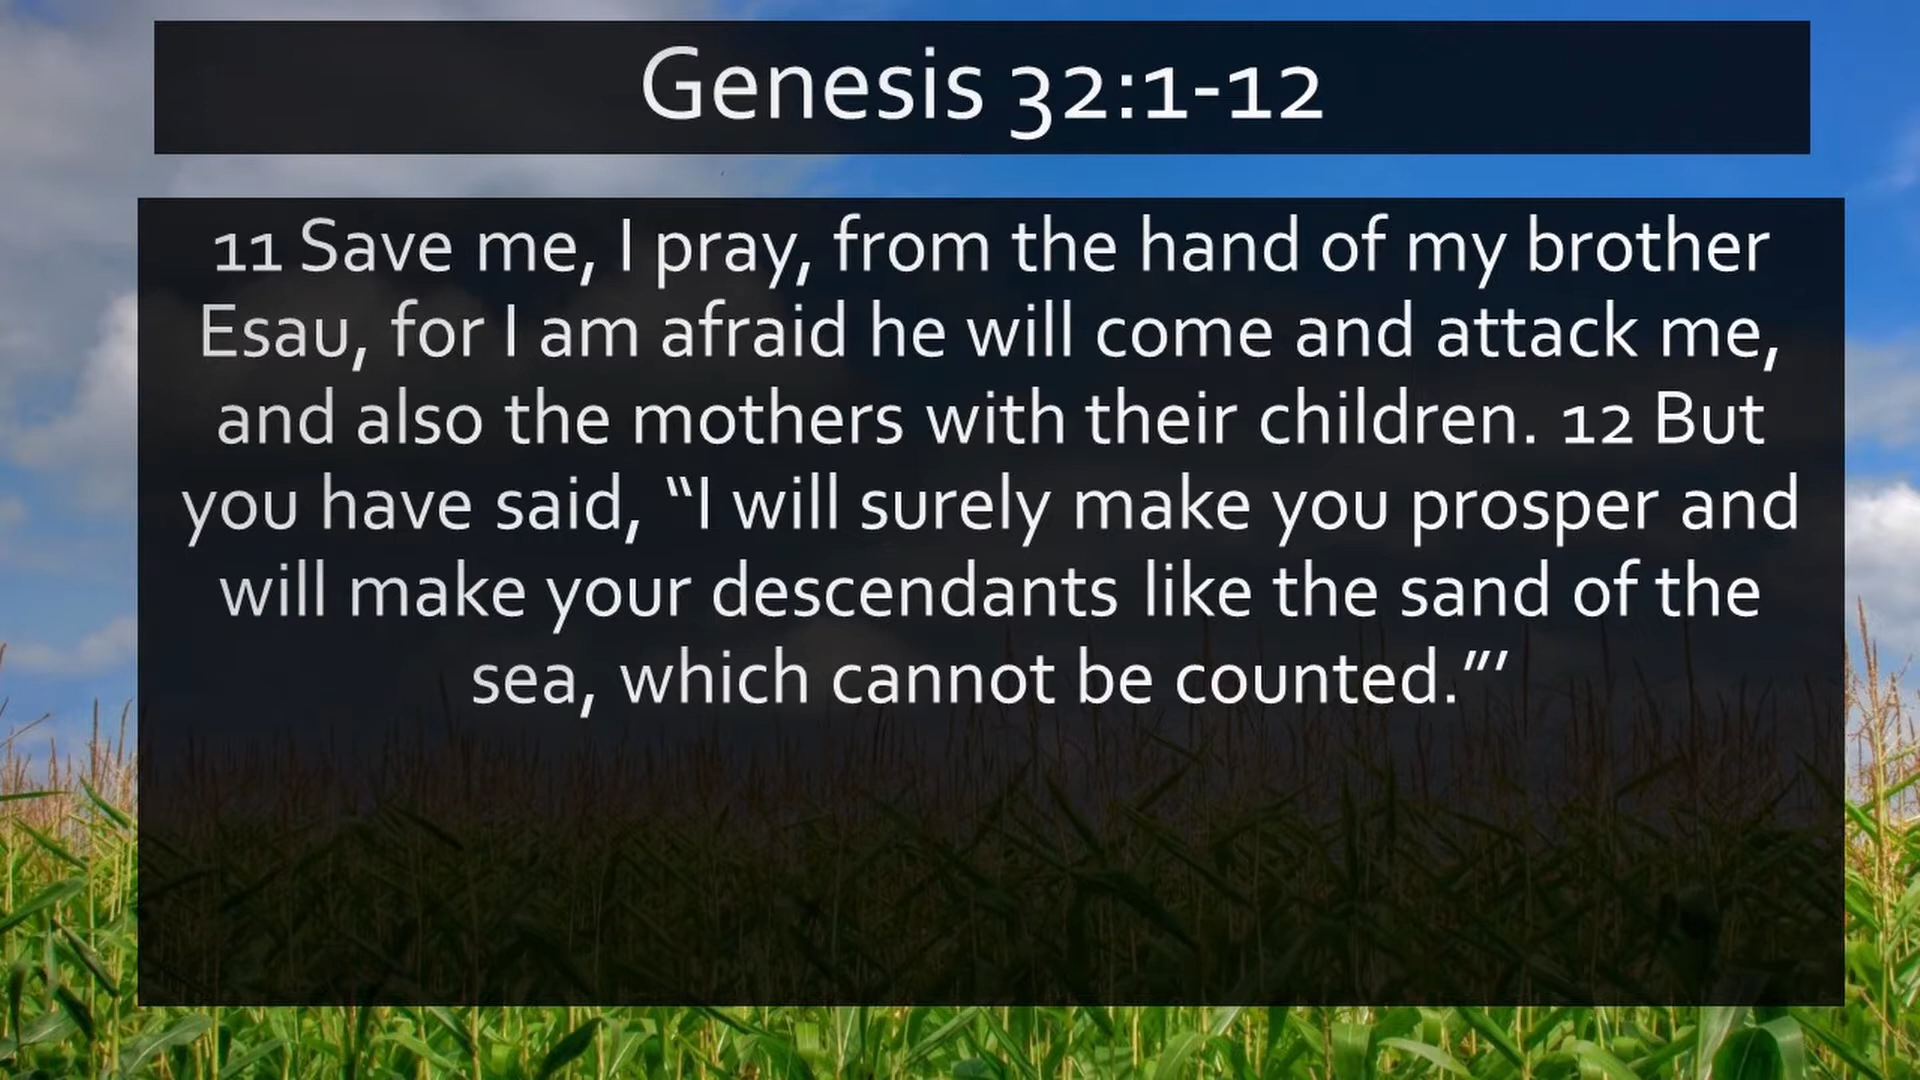 Genesis 32:1-12
11 Save me, I pray, from the hand of my brother
Esau, for I am afraid he will come and attack me,
and also the mothers with their children. 12 But
you have said, “I will surely make you prosper and
will make your descendants like the sand of the
sea, which cannot be counted.”’